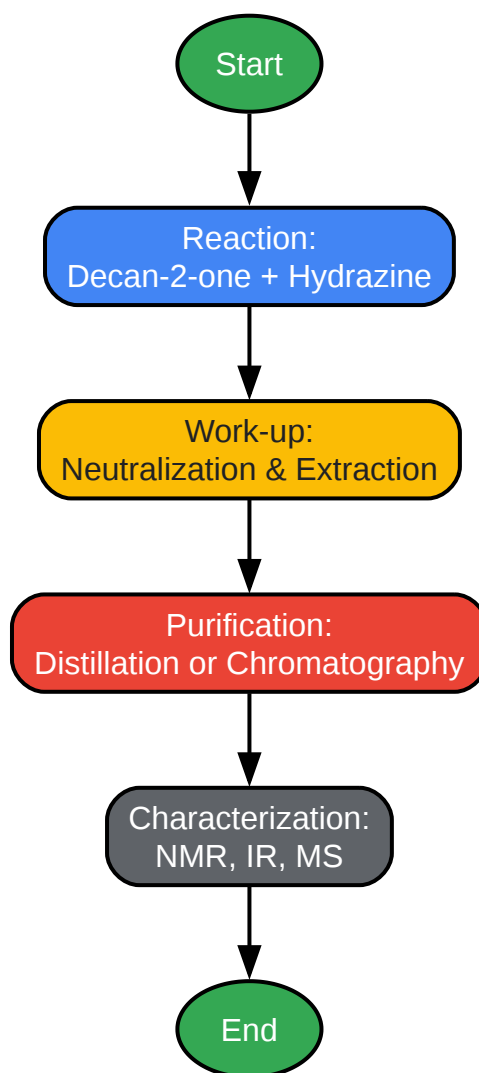 Start
Reaction:
Decan-2-one + Hydrazine
Work-up:
Neutralization & Extraction
Purification:
Distillation or Chromatography
Characterization:
NMR, IR, MS
End